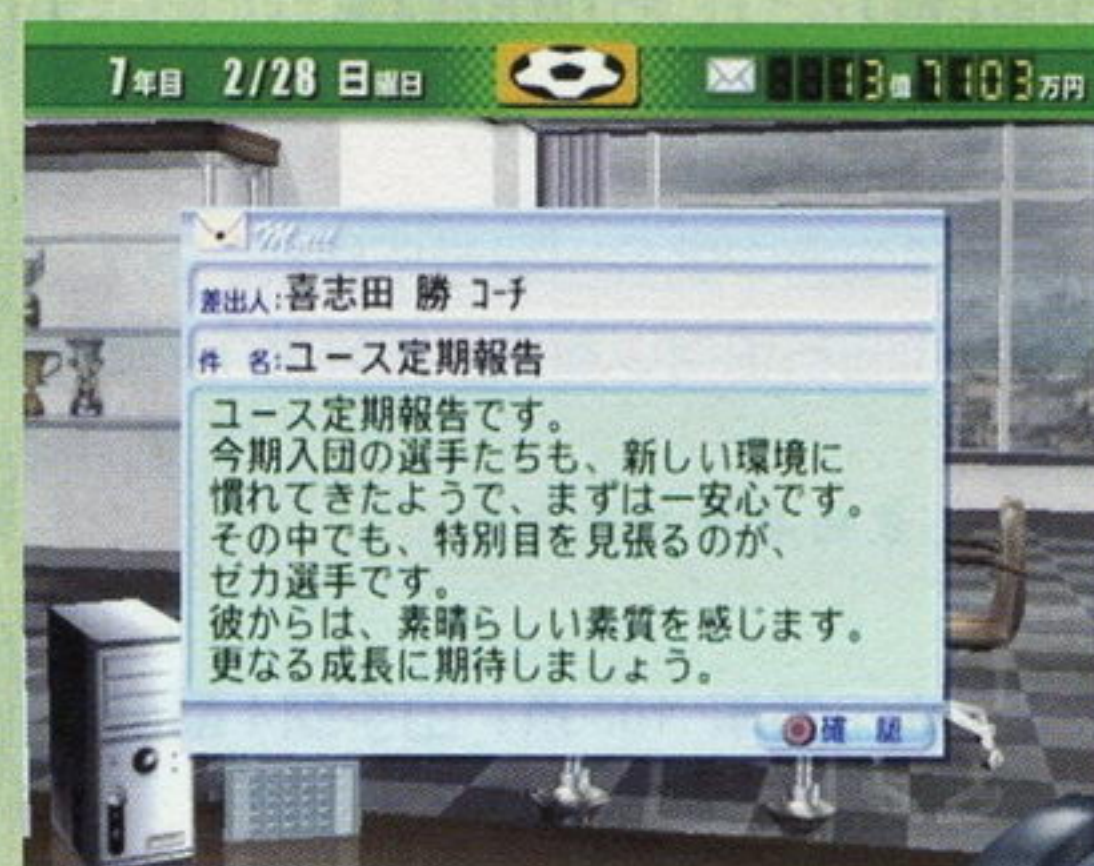 7年目 2/28 日曜日
13億7103万円
Mail
差出人:喜志田 勝 コーチ
件 名:ユース定期報告
ユース定期報告です。
今期入団の選手たちも、新しい環境に
慣れてきたようで、まずは一安心です。
その中でも、特別目を見張るのが、
ゼカ選手です。
彼からは、素晴らしい素質を感じます。
更なる成長に期待しましょう。
確 認